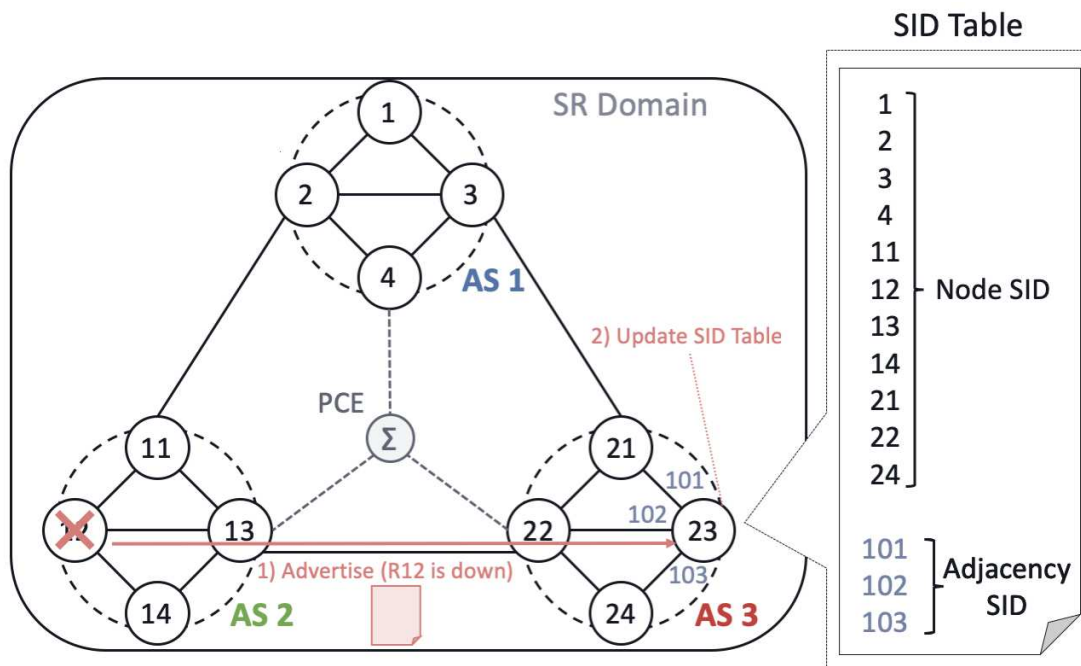 SID Table
SR Domain
1
2
3
4
AS 1
2) Update SID Table
PCE
Σ
11
13
14
AS 2
1) Advertise (R12 is down)
21
22
23
24
101
102
103
AS 3
1
2
3
4
11
12
13
14
21
22
24
Node SID
101
102
103
Adjacency
SID